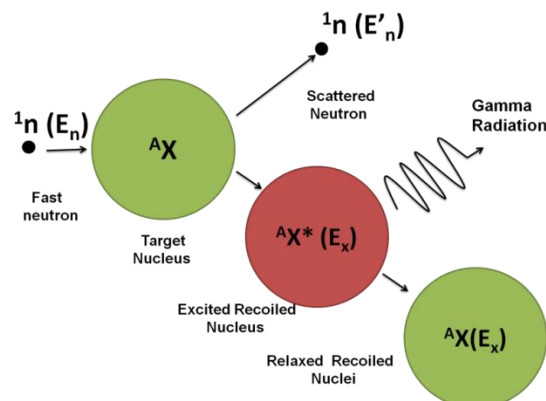 ¹n (E'ₙ)
¹n (Eₙ)
Scattered
Neutron
Gamma
Radiation
ᴬX
Fast
neutron
Target
Nucleus
ᴬX* (Eₓ)
Excited Recoiled
Nucleus
Relaxed Recoiled
Nuclei
ᴬX(Eₓ)